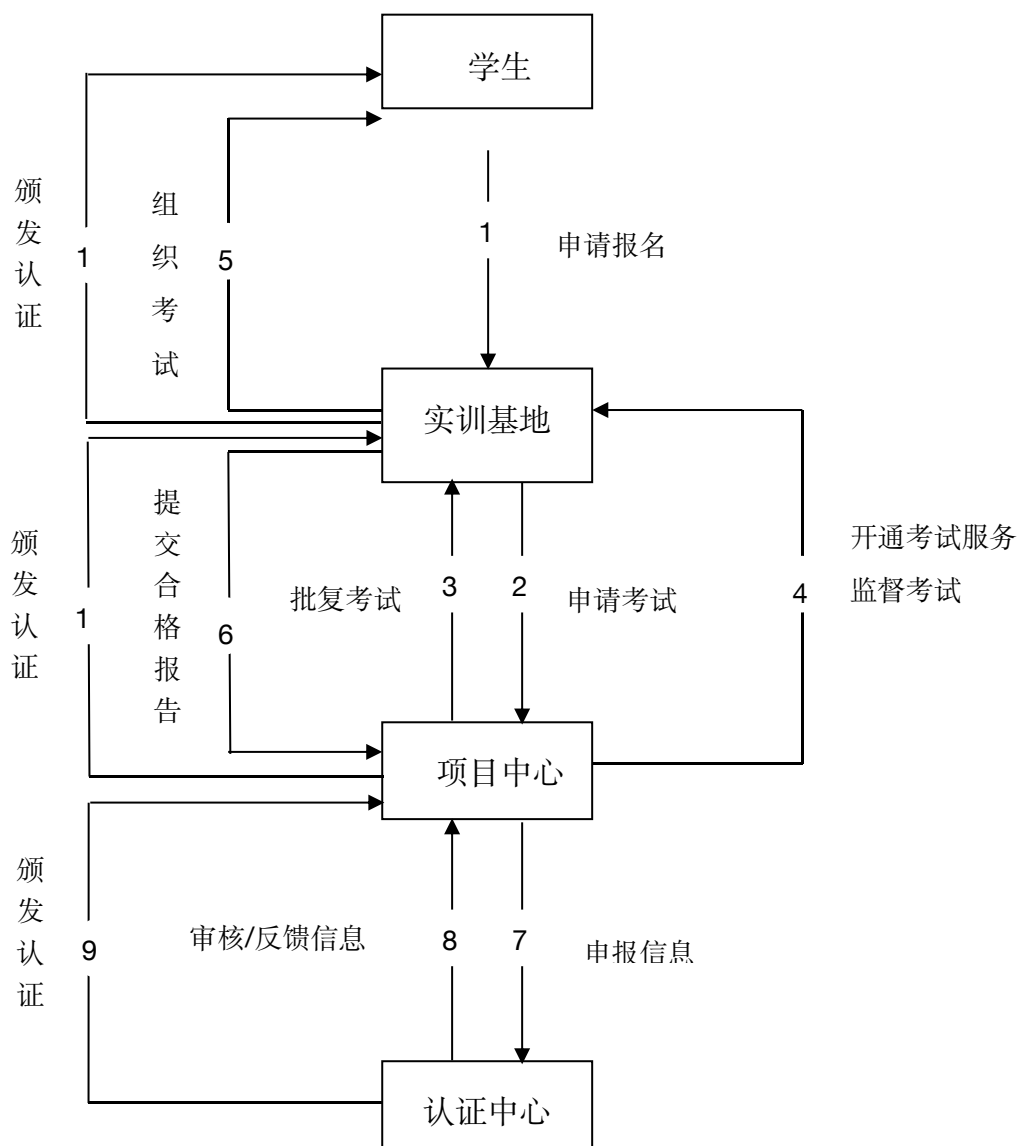 学生
颁发认证
1
组织考试
5
1
申请报名
实训基地
颁发认证
1
提交合格报告
6
批复考试
3
2
申请考试
4
开通考试服务
监督考试
项目中心
颁发认证
9
审核/反馈信息
8
7
申报信息
认证中心